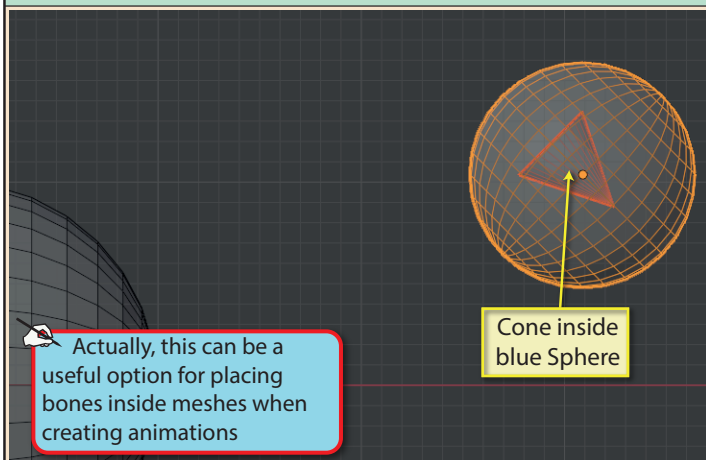 Cone inside
blue Sphere
Actually, this can be a
useful option for placing
bones inside meshes when
creating animations